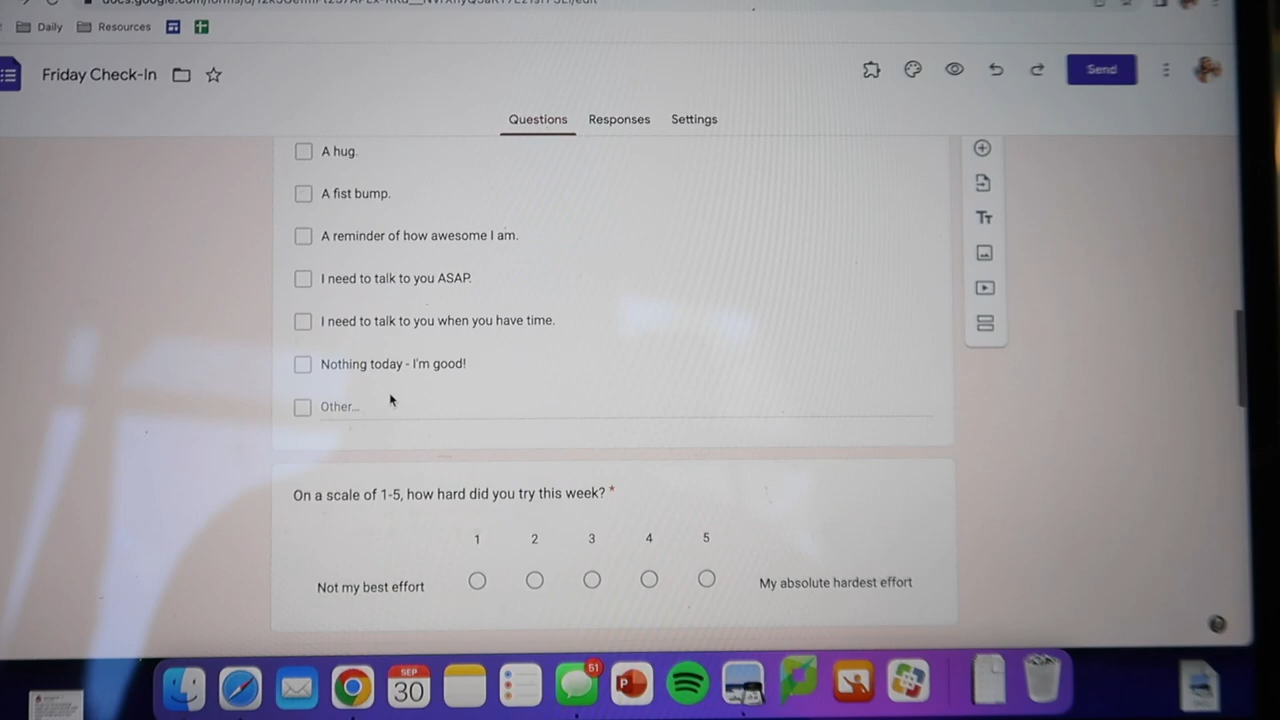 Daily Resources
Friday Check-In
Send
Questions Responses Settings
A hug.
A fist bump.
A reminder of how awesome I am.
Tт
I need to talk to you ASAP.
I need to talk to you when you have time.
Nothing today - I'm good!
Other...
On a scale of 1-5, how hard did you try this week? *
1 2 3 4 5
Not my best effort
My absolute hardest effort
51
SEP
30
P